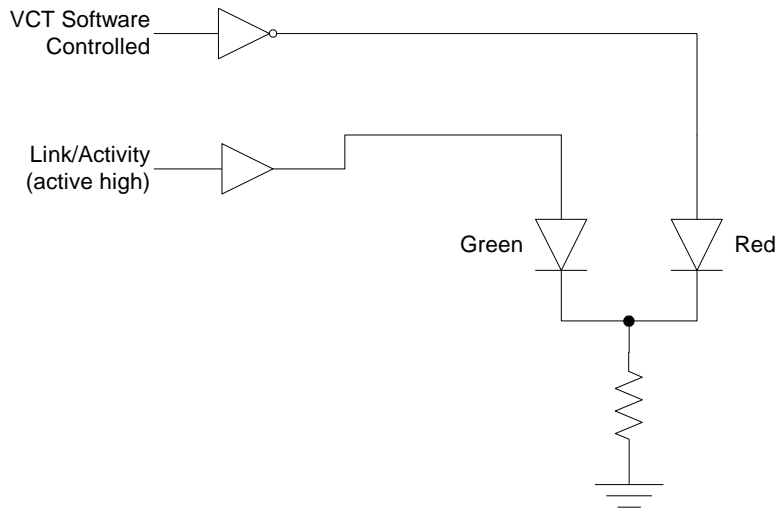 VCT Software
Controlled
Link/Activity
(active high)
Green
Red